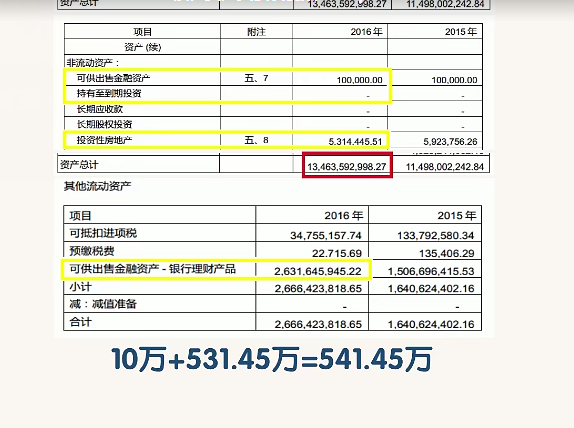 资产总计 13,463,592,998.27 11,498,002,242.84
项目 附注 2016 年 2015 年
资产 (续)
非流动资产：
可供出售金融资产 五、7 100,000.00 100,000.00
持有至到期投资 - -
长期应收款 - -
长期股权投资 - -
投资性房地产 五、8 5,314,445.51 5,923,756.26
资产总计 13,463,592,998.27 11,498,002,242.84
其他流动资产
项目 2016 年 2015 年
可抵扣进项税 34,755,157.74 133,792,580.34
预缴税费 22,715.69 135,406.29
可供出售金融资产 - 银行理财产品 2,631,645,945.22 1,506,696,415.53
小计 2,666,423,818.65 1,640,624,402.16
减：减值准备 - -
合计 2,666,423,818.65 1,640,624,402.16
10万+531.45万=541.45万